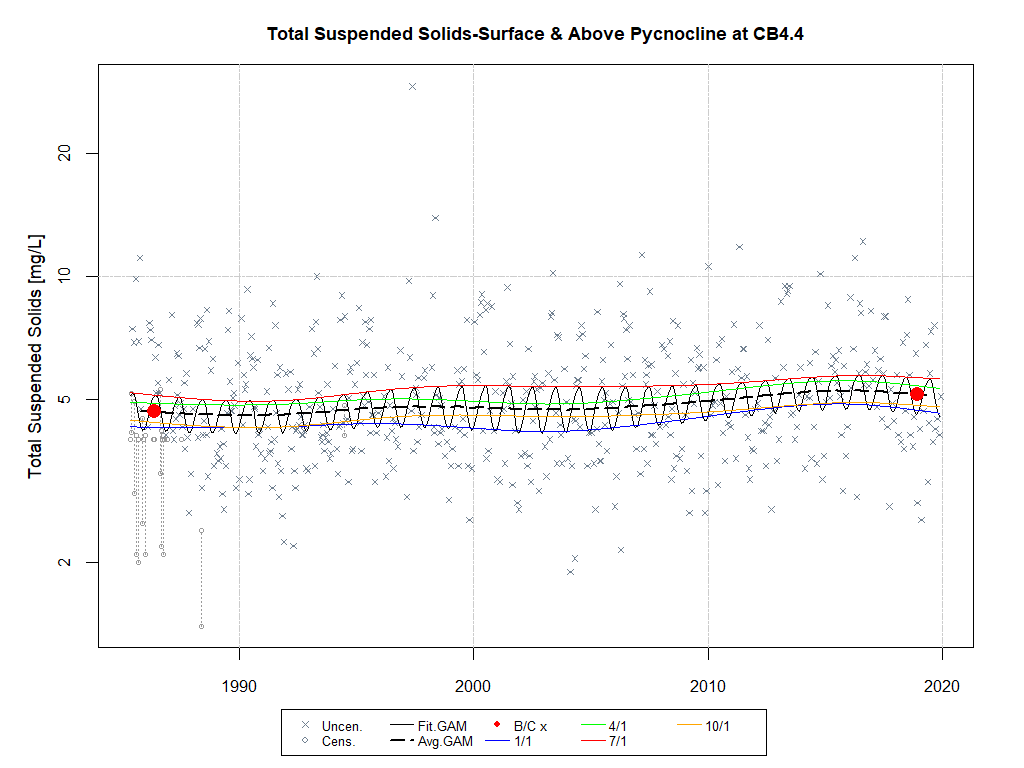 Total Suspended Solids-Surface & Above Pycnocline at CB4.4
Total Suspended Solids [mg/L]
20
10
5
2
1990 2000 2010 2020
Uncen. Fit.GAM B/C x 4/1 10/1
Cens. Avg.GAM 1/1 7/1